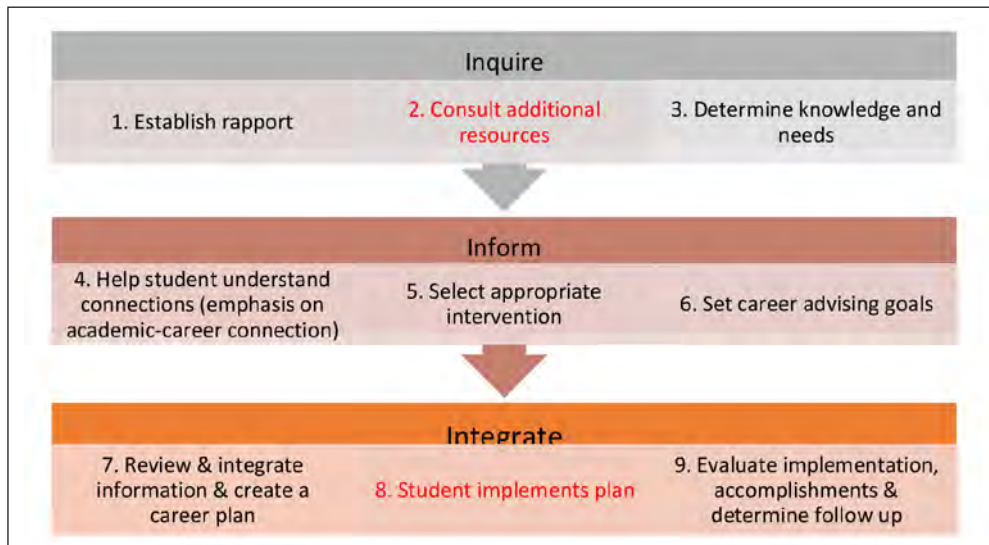 Inquire
1. Establish rapport
2. Consult additional
resources
3. Determine knowledge and
needs
Inform
4. Help student understand
connections (emphasis on
academic-career connection)
5. Select appropriate
intervention
6. Set career advising goals
Integrate
7. Review & integrate
information & create a
career plan
8. Student implements plan
9. Evaluate implementation,
accomplishments &
determine follow up